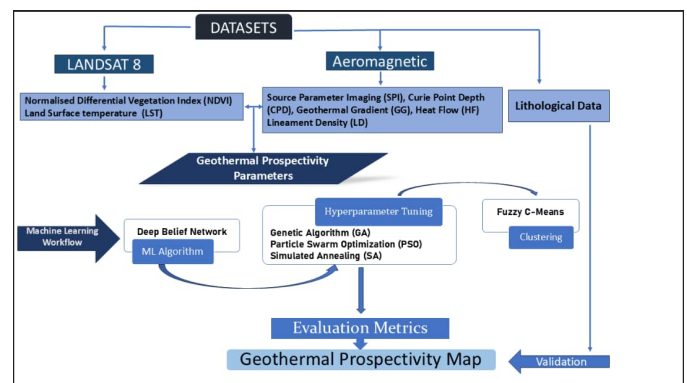 DATASETS
LANDSAT 8
Aeromagnetic
Normalised Differential Vegetation Index (NDVI)
Land Surface temperature (LST)
Source Parameter Imaging (SPI), Curie Point Depth
(CPD), Geothermal Gradient (GG), Heat Flow (HF)
Lineament Density (LD)
Lithological Data
Geothermal Prospectivity
Parameters
Machine Learning
Workflow
Deep Belief Network
ML Algorithm
Hyperparameter Tuning
Genetic Algorithm (GA)
Particle Swarm Optimization (PSO)
Simulated Annealing (SA)
Fuzzy C-Means
Clustering
Evaluation Metrics
Geothermal Prospectivity Map
Validation